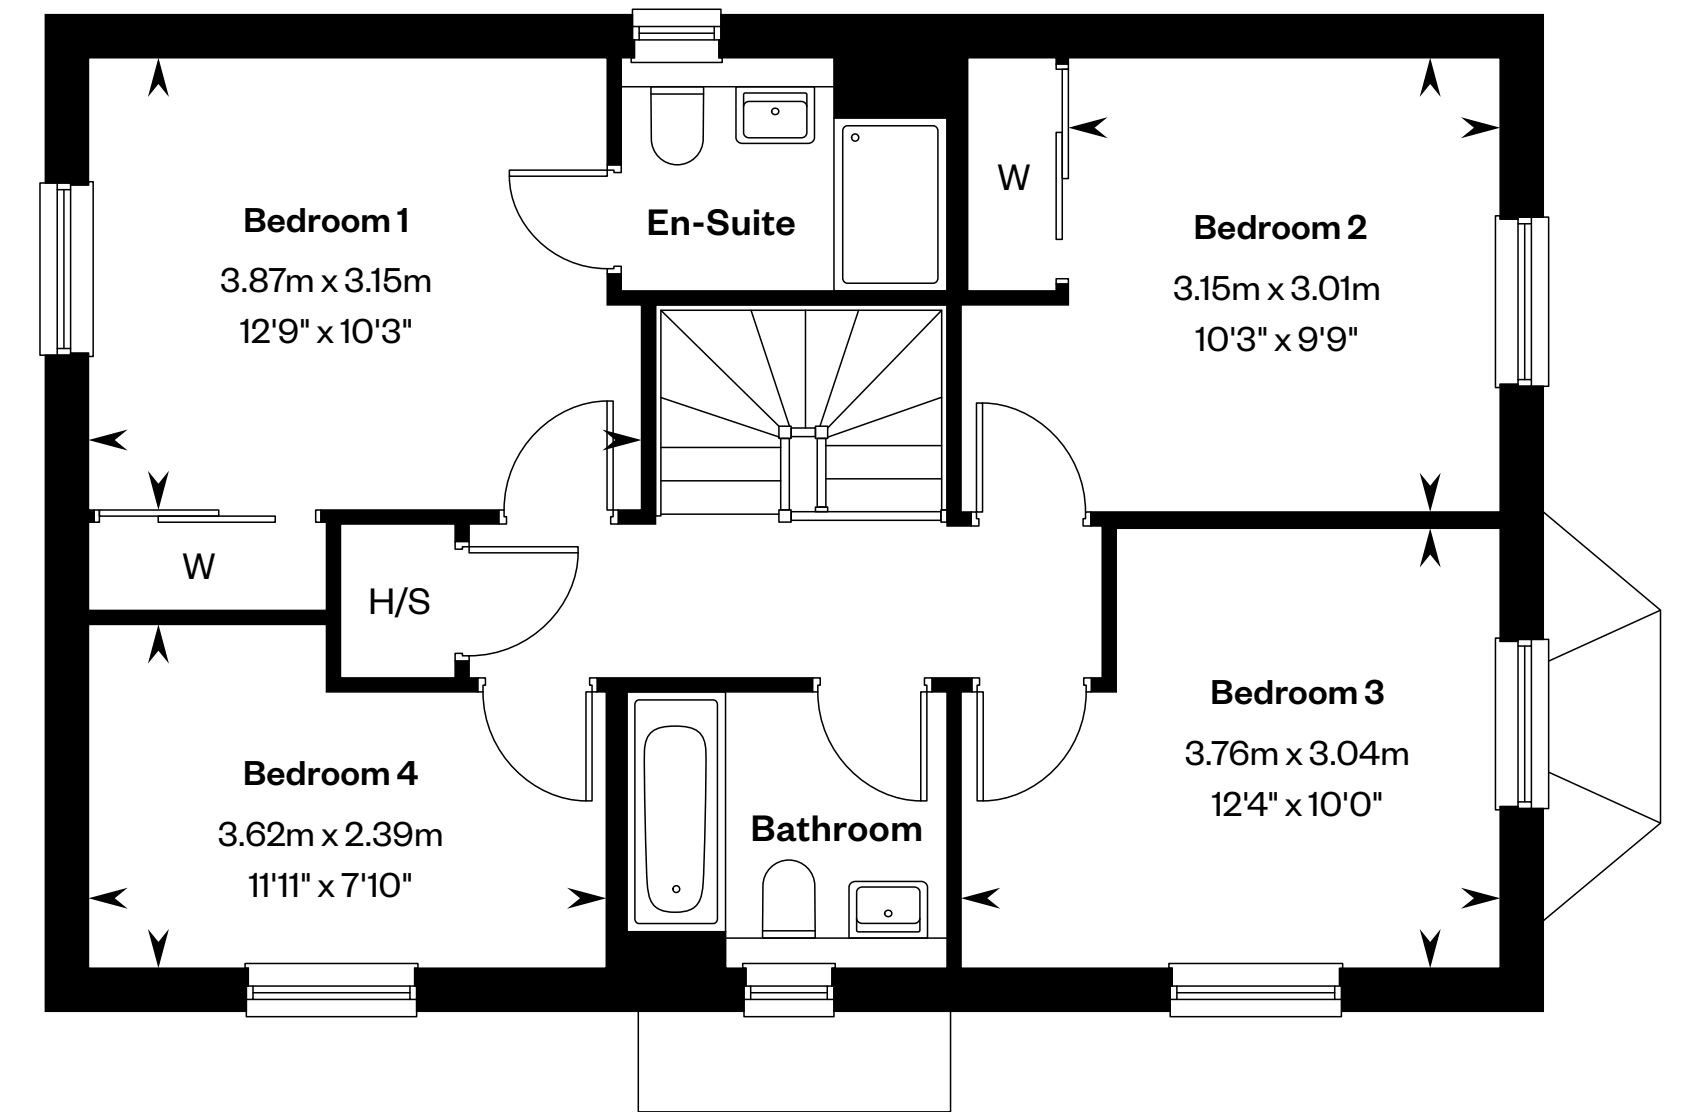 Bedroom 1
3.87m x 3.15m
12'9" x 10'3"
En-Suite
W
Bedroom 2
3.15m x 3.01m
10'3" x 9'9"
W
H/S
Bedroom 4
3.62m x 2.39m
11'11" x 7'10"
Bathroom
Bedroom 3
3.76m x 3.04m
12'4" x 10'0"